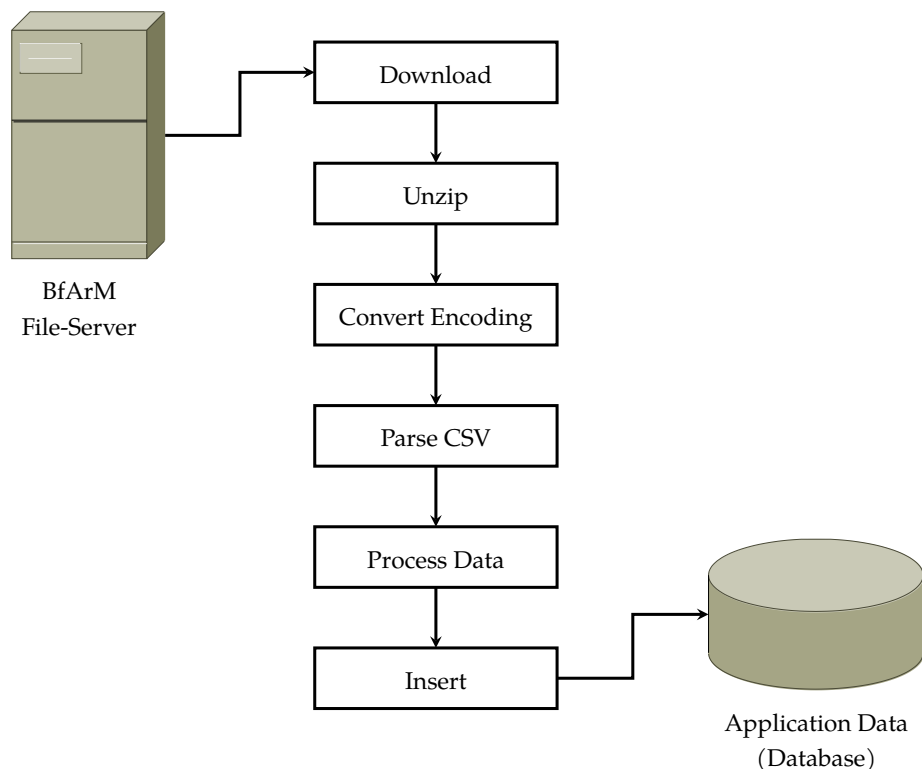 Download
Unzip
BfArM
File-Server
Convert Encoding
Parse CSV
Process Data
Insert
Application Data
(Database)